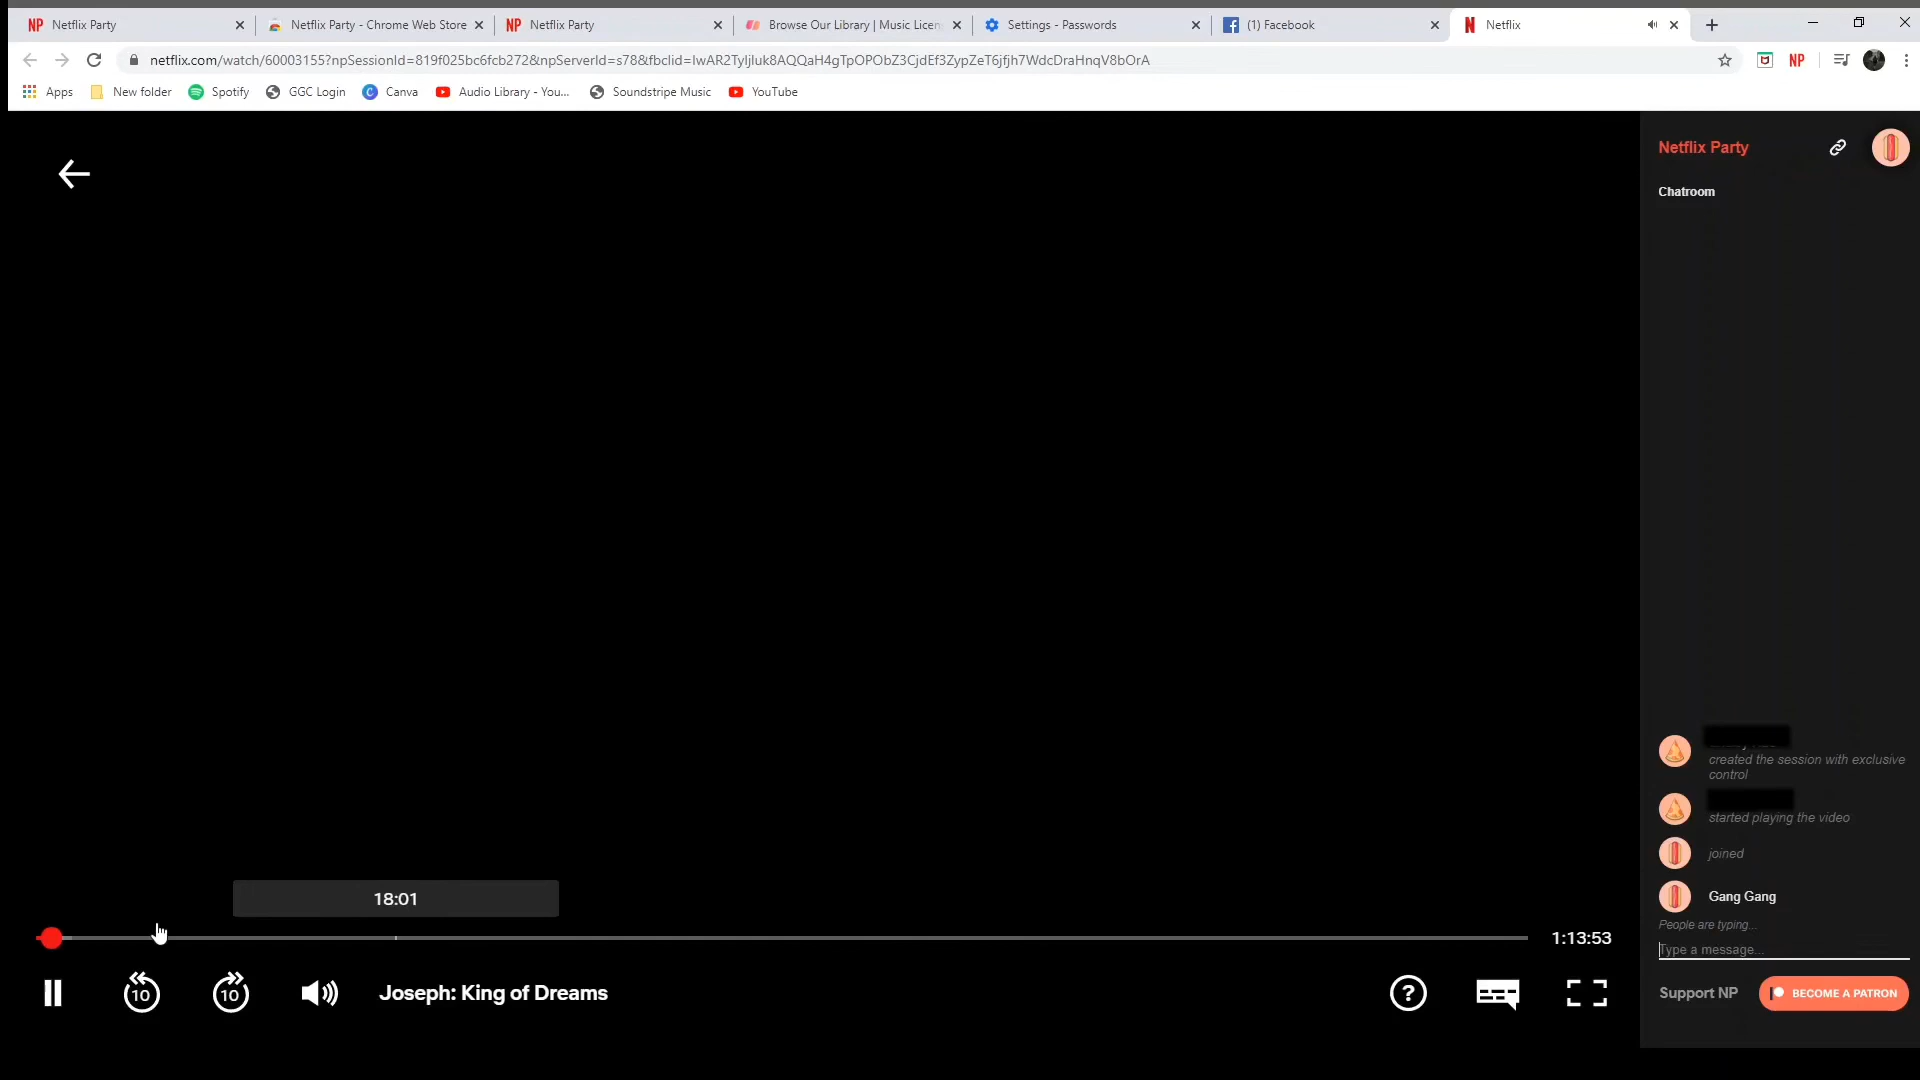 NP Netflix Party
Netflix Party - Chrome Web Store
NP Netflix Party
Browse Our Library | Music Licen
Settings - Passwords
(1) Facebook
Netflix
netflix.com/watch/60003155?npSessionId=819f025bc6fcb272&npServerId=s78&fbclid=IwAR2TyIjluk8AQQaH4gTpOPObZ3CjdEf3ZypZeT6jfjh7WdcDraHnqV8bOrA
NP
Apps
New folder
Spotify
GGC Login
Canva
Audio Library - You...
Soundstripe Music
YouTube
Netflix Party
Chatroom
created the session with exclusive
control
started playing the video
joined
Gang Gang
People are typing...
Type a message...
Support NP
BECOME A PATRON
18:01
1:13:53
10
10
Joseph: King of Dreams
?